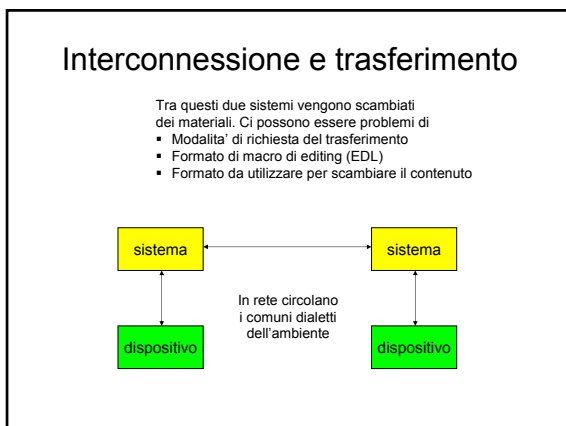 Interconnessione e trasferimento
Tra questi due sistemi vengono scambiati
dei materiali. Ci possono essere problemi di
▪ Modalita' di richiesta del trasferimento
▪ Formato di macro di editing (EDL)
▪ Formato da utilizzare per scambiare il contenuto
sistema
sistema
In rete circolano
i comuni dialetti
dell'ambiente
dispositivo
dispositivo